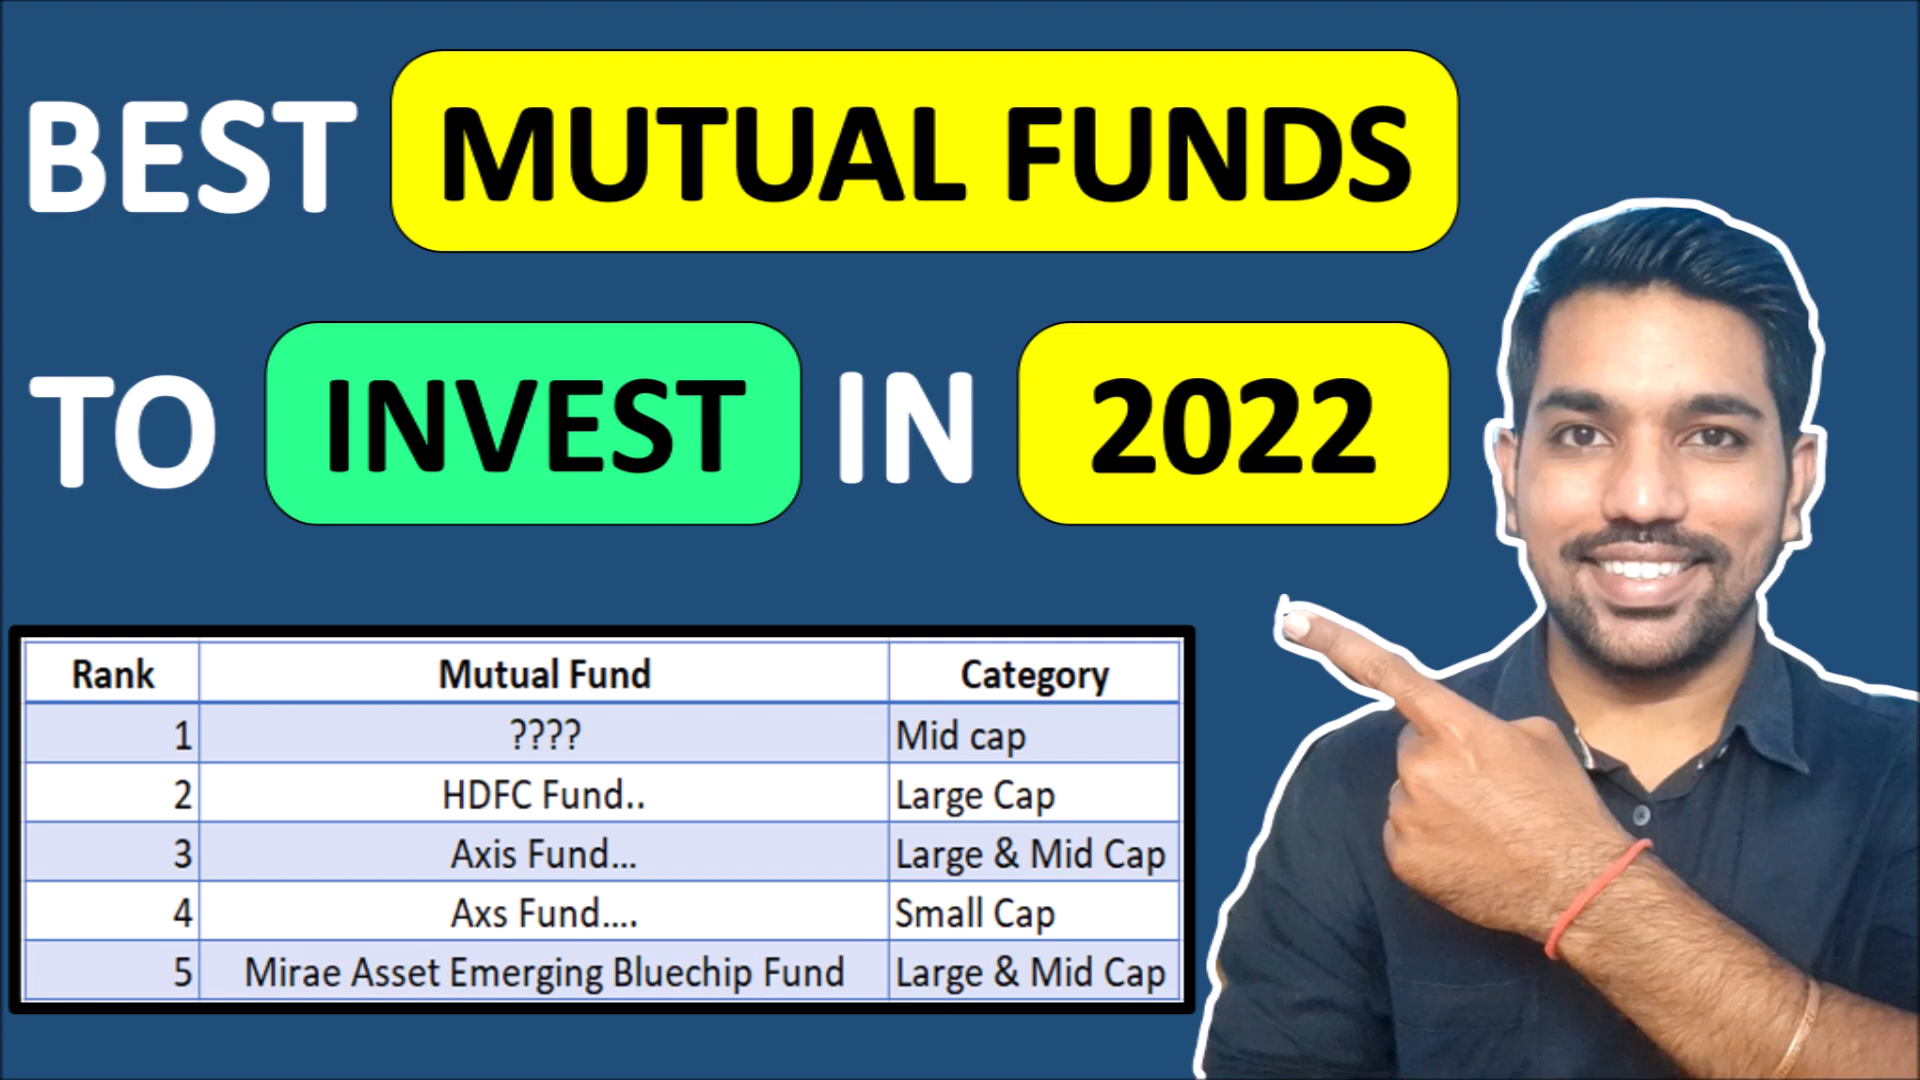 BEST MUTUAL FUNDS
TO INVEST IN 2022
Rank Mutual Fund Category
1 ???? Mid cap
2 HDFC Fund.. Large Cap
3 Axis Fund... Large & Mid Cap
4 Axs Fund.... Small Cap
5 Mirae Asset Emerging Bluechip Fund Large & Mid Cap